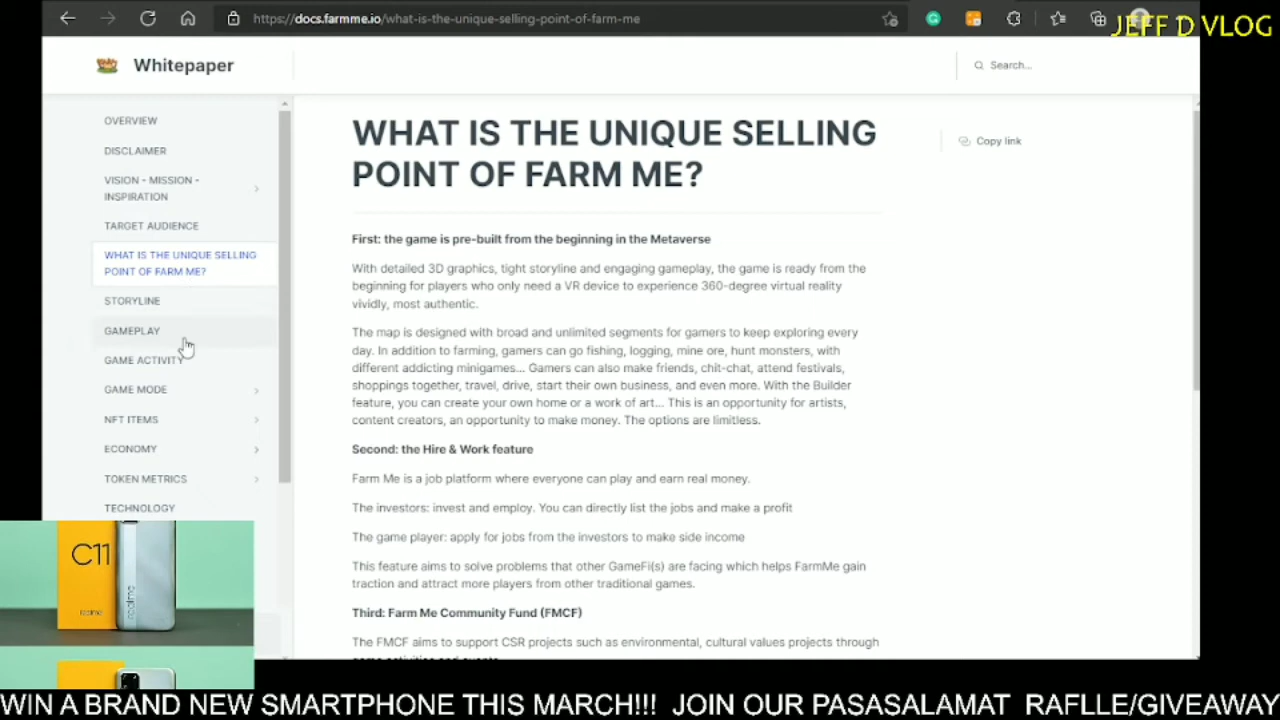 https://docs.farmme.io/what-is-the-unique-selling-point-of-farm-me
JEFF D VLOG
Whitepaper
Search...
OVERVIEW
DISCLAIMER
VISION - MISSION -
INSPIRATION
TARGET AUDIENCE
WHAT IS THE UNIQUE SELLING
POINT OF FARM ME?
STORYLINE
GAMEPLAY
GAME ACTIVITY
GAME MODE
NFT ITEMS
ECONOMY
TOKEN METRICS
TECHNOLOGY
WHAT IS THE UNIQUE SELLING
POINT OF FARM ME?
Copy link
First: the game is pre-built from the beginning in the Metaverse
With detailed 3D graphics, tight storyline and engaging gameplay, the game is ready from the
beginning for players who only need a VR device to experience 360-degree virtual reality
vividly, most authentic.
The map is designed with broad and unlimited segments for gamers to keep exploring every
day. In addition to farming, gamers can go fishing, logging, mine ore, hunt monsters, with
different addicting minigames... Gamers can also make friends, chit-chat, attend festivals,
shoppings together, travel, drive, start their own business, and even more. With the Builder
feature, you can create your own home or a work of art... This is an opportunity for artists,
content creators, an opportunity to make money. The options are limitless.
Second: the Hire & Work feature
Farm Me is a job platform where everyone can play and earn real money.
The investors: invest and employ. You can directly list the jobs and make a profit
The game player: apply for jobs from the investors to make side income
This feature aims to solve problems that other GameFi(s) are facing which helps FarmMe gain
traction and attract more players from other traditional games.
Third: Farm Me Community Fund (FMCF)
The FMCF aims to support CSR projects such as environmental, cultural values projects through
game activities and events
C11
realme
realme
WIN A BRAND NEW SMARTPHONE THIS MARCH!!! JOIN OUR PASASALAMAT RAFLLE/GIVEAWAY